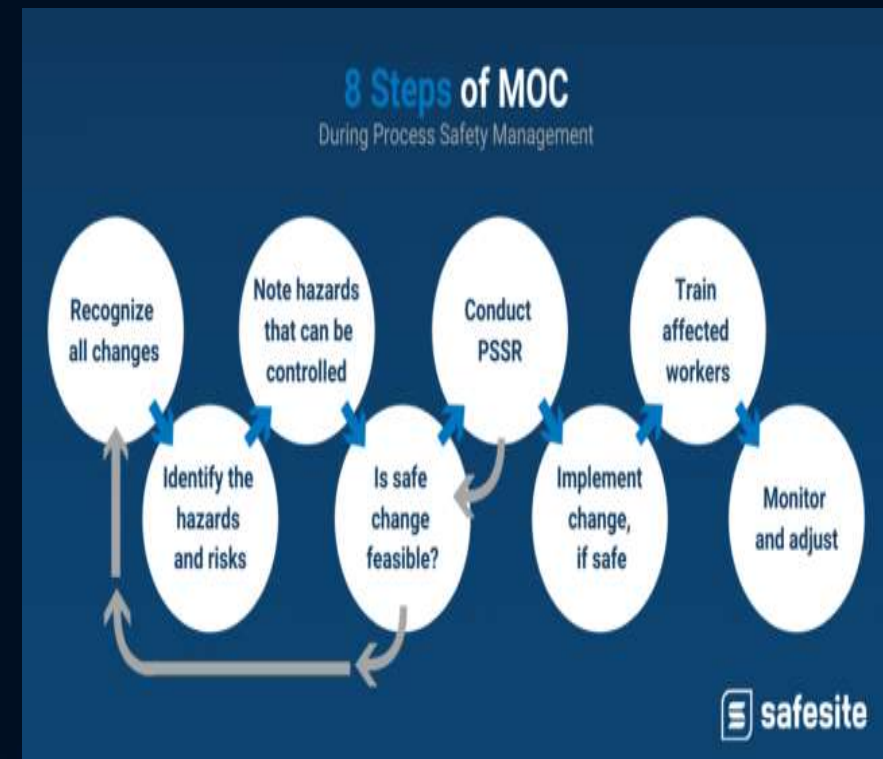 8 Steps of MOC
During Process Safety Management
Recognize
all changes
Identify the
hazards
and risks
Note hazards
that can be
controlled
Is safe
change
feasible?
Conduct
PSSR
Implement
change,
if safe
Train
affected
workers
Monitor
and adjust
safesite